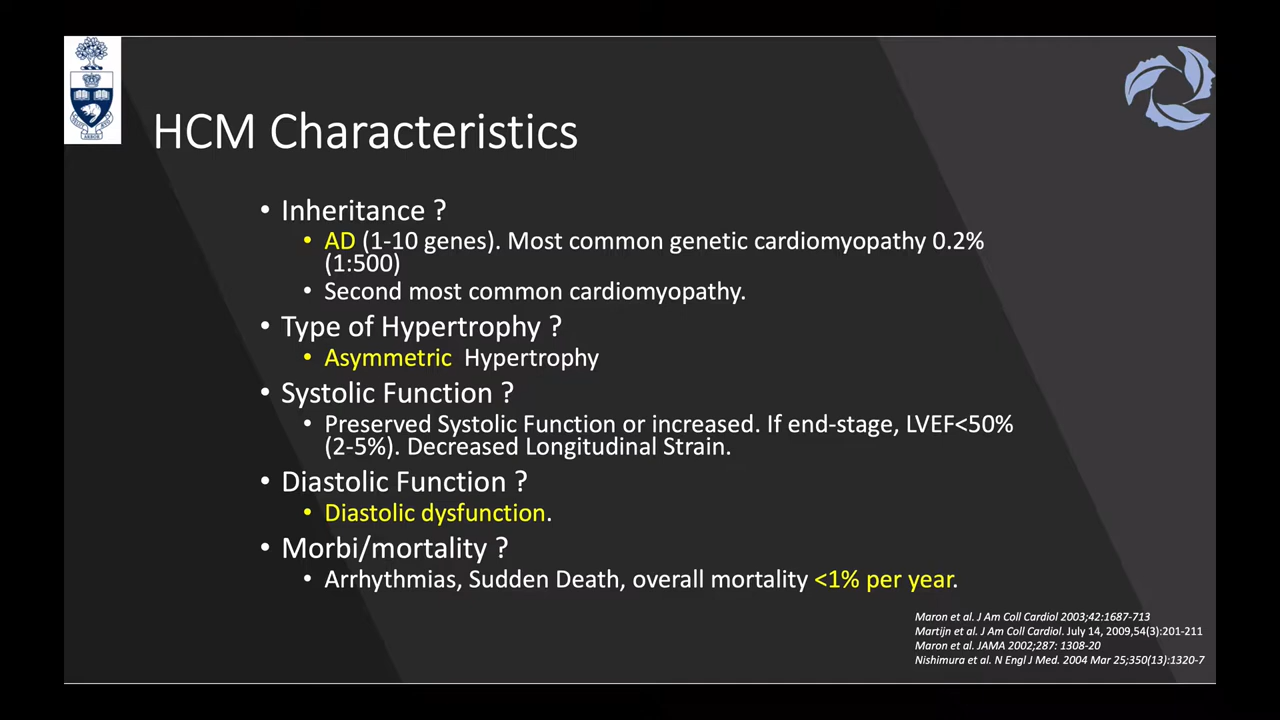 HCM Characteristics
• Inheritance ?
• AD (1-10 genes). Most common genetic cardiomyopathy 0.2%
(1:500)
• Second most common cardiomyopathy.
• Type of Hypertrophy ?
• Asymmetric Hypertrophy
• Systolic Function ?
• Preserved Systolic Function or increased. If end-stage, LVEF<50%
(2-5%). Decreased Longitudinal Strain.
• Diastolic Function ?
• Diastolic dysfunction.
• Morbi/mortality ?
• Arrhythmias, Sudden Death, overall mortality <1% per year.
Maron et al. J Am Coll Cardiol 2003;42:1687-713
Martijn et al. J Am Coll Cardiol. July 14, 2009,54(3):201-211
Maron et al. JAMA 2002;287: 1308-20
Nishimura et al. N Engl J Med. 2004 Mar 25;350(13):1320-7